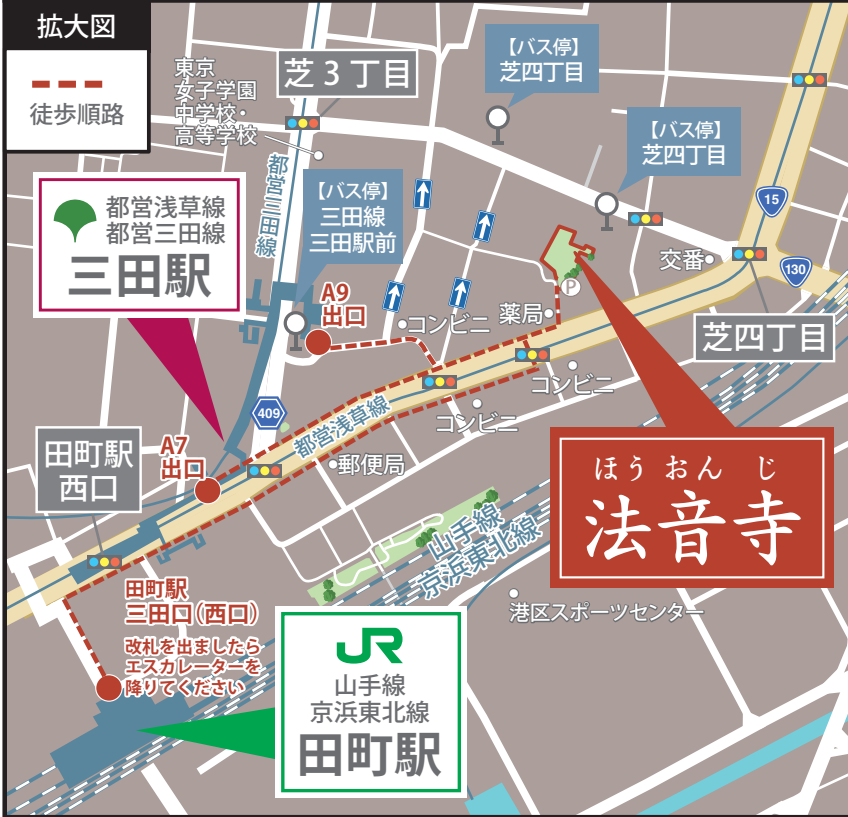 拡大図
徒歩順路
東京
女子学園
中学校・
高等学校
芝3丁目
【バス停】
芝四丁目
【バス停】
芝四丁目
都営三田線
【バス停】
三田線
三田駅前
都営浅草線
都営三田線
三田駅
15
130
交番
P
A9
出口
コンビニ
薬局
芝四丁目
コンビニ
コンビニ
409
都営浅草線
A7
出口
郵便局
田町駅
西口
ほう おん じ
法音寺
山手線
京浜東北線
田町駅
三田口(西口)
改札を出ましたら
エスカレーターを
降りてください
港区スポーツセンター
JR
山手線
京浜東北線
田町駅